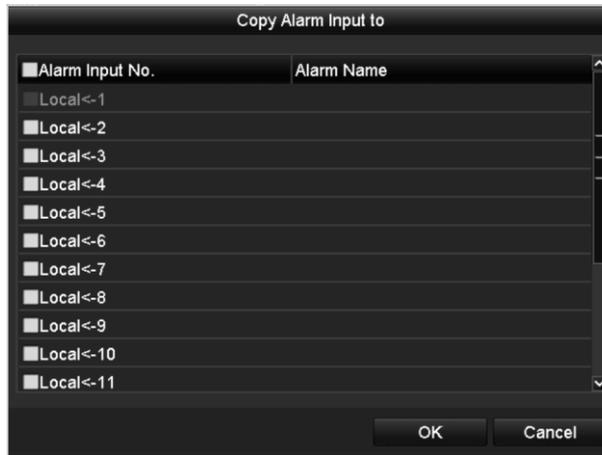 Copy Alarm Input to
Alarm Input No. Alarm Name
Local<-1
Local<-2
Local<-3
Local<-4
Local<-5
Local<-6
Local<-7
Local<-8
Local<-9
Local<-10
Local<-11
OK Cancel